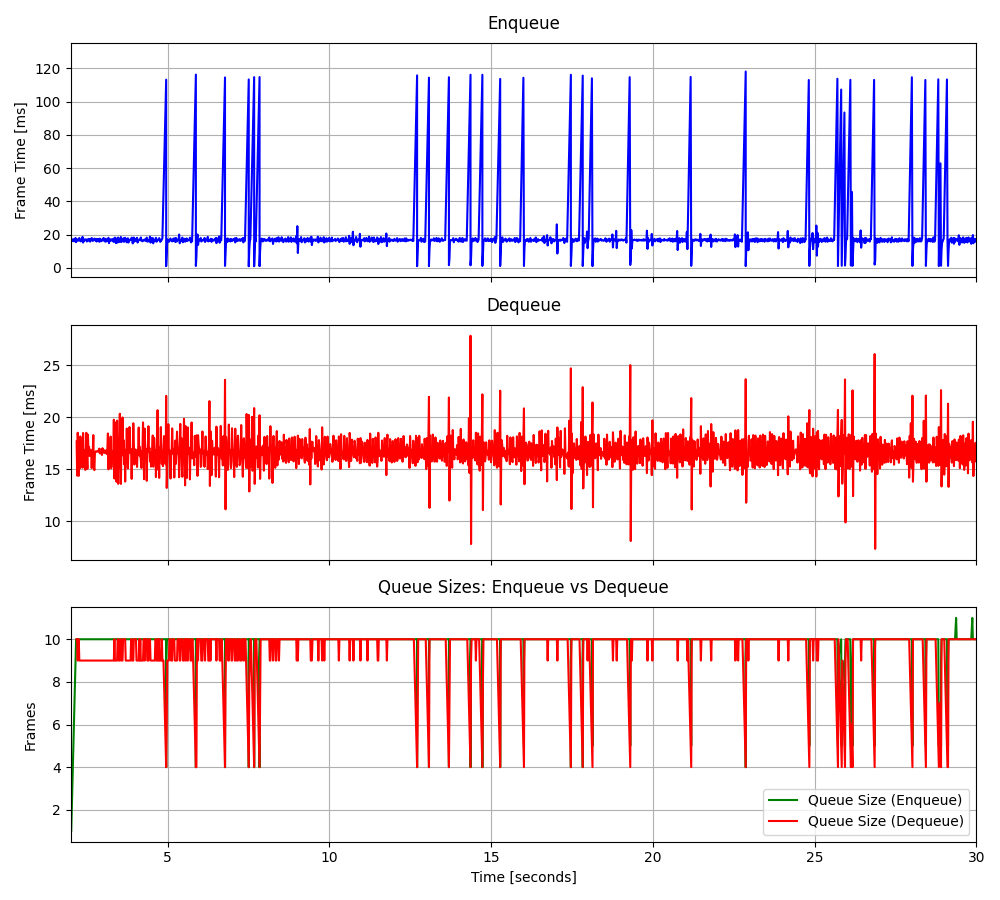 Enqueue
Frame Time [ms]
120
100
80
60
40
20
0
Dequeue
Frame Time [ms]
25
20
15
10
Queue Sizes: Enqueue vs Dequeue
Frames
10
8
6
4
2
Queue Size (Enqueue)
Queue Size (Dequeue)
5
10
15
20
25
30
Time [seconds]